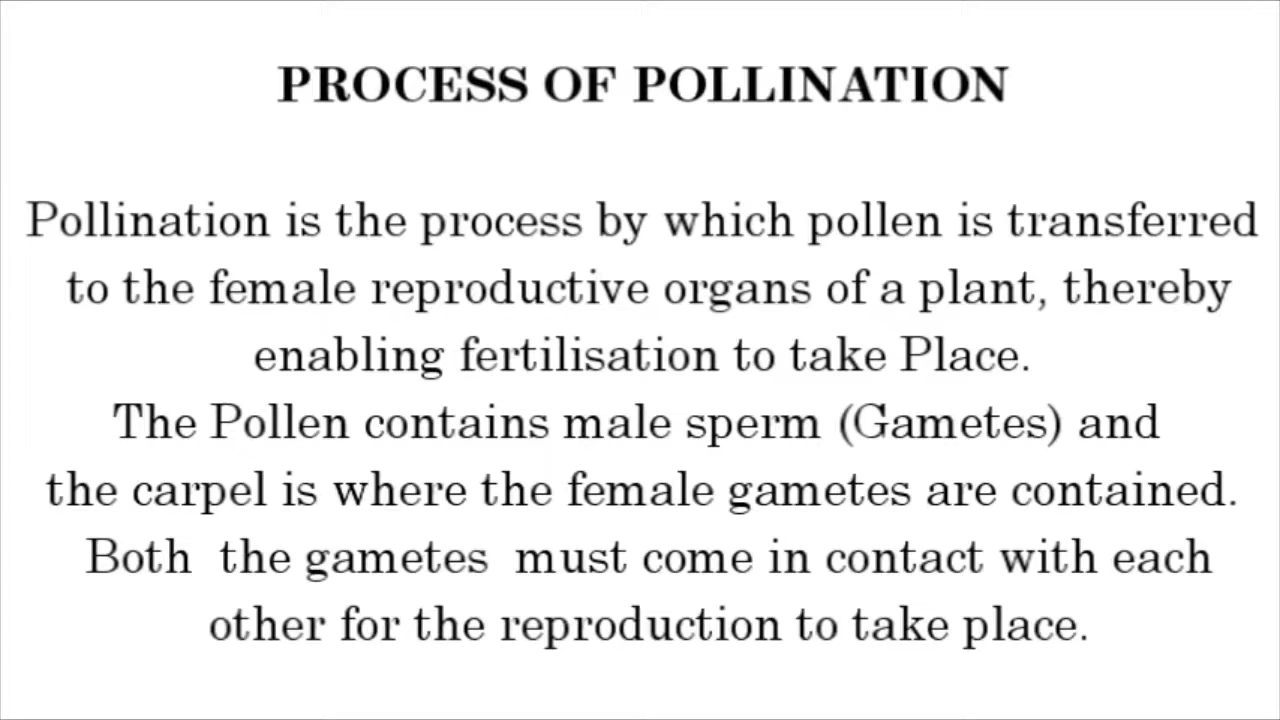 PROCESS OF POLLINATION
Pollination is the process by which pollen is transferred
to the female reproductive organs of a plant, thereby
enabling fertilisation to take Place.
The Pollen contains male sperm (Gametes) and
the carpel is where the female gametes are contained.
Both the gametes must come in contact with each
other for the reproduction to take place.